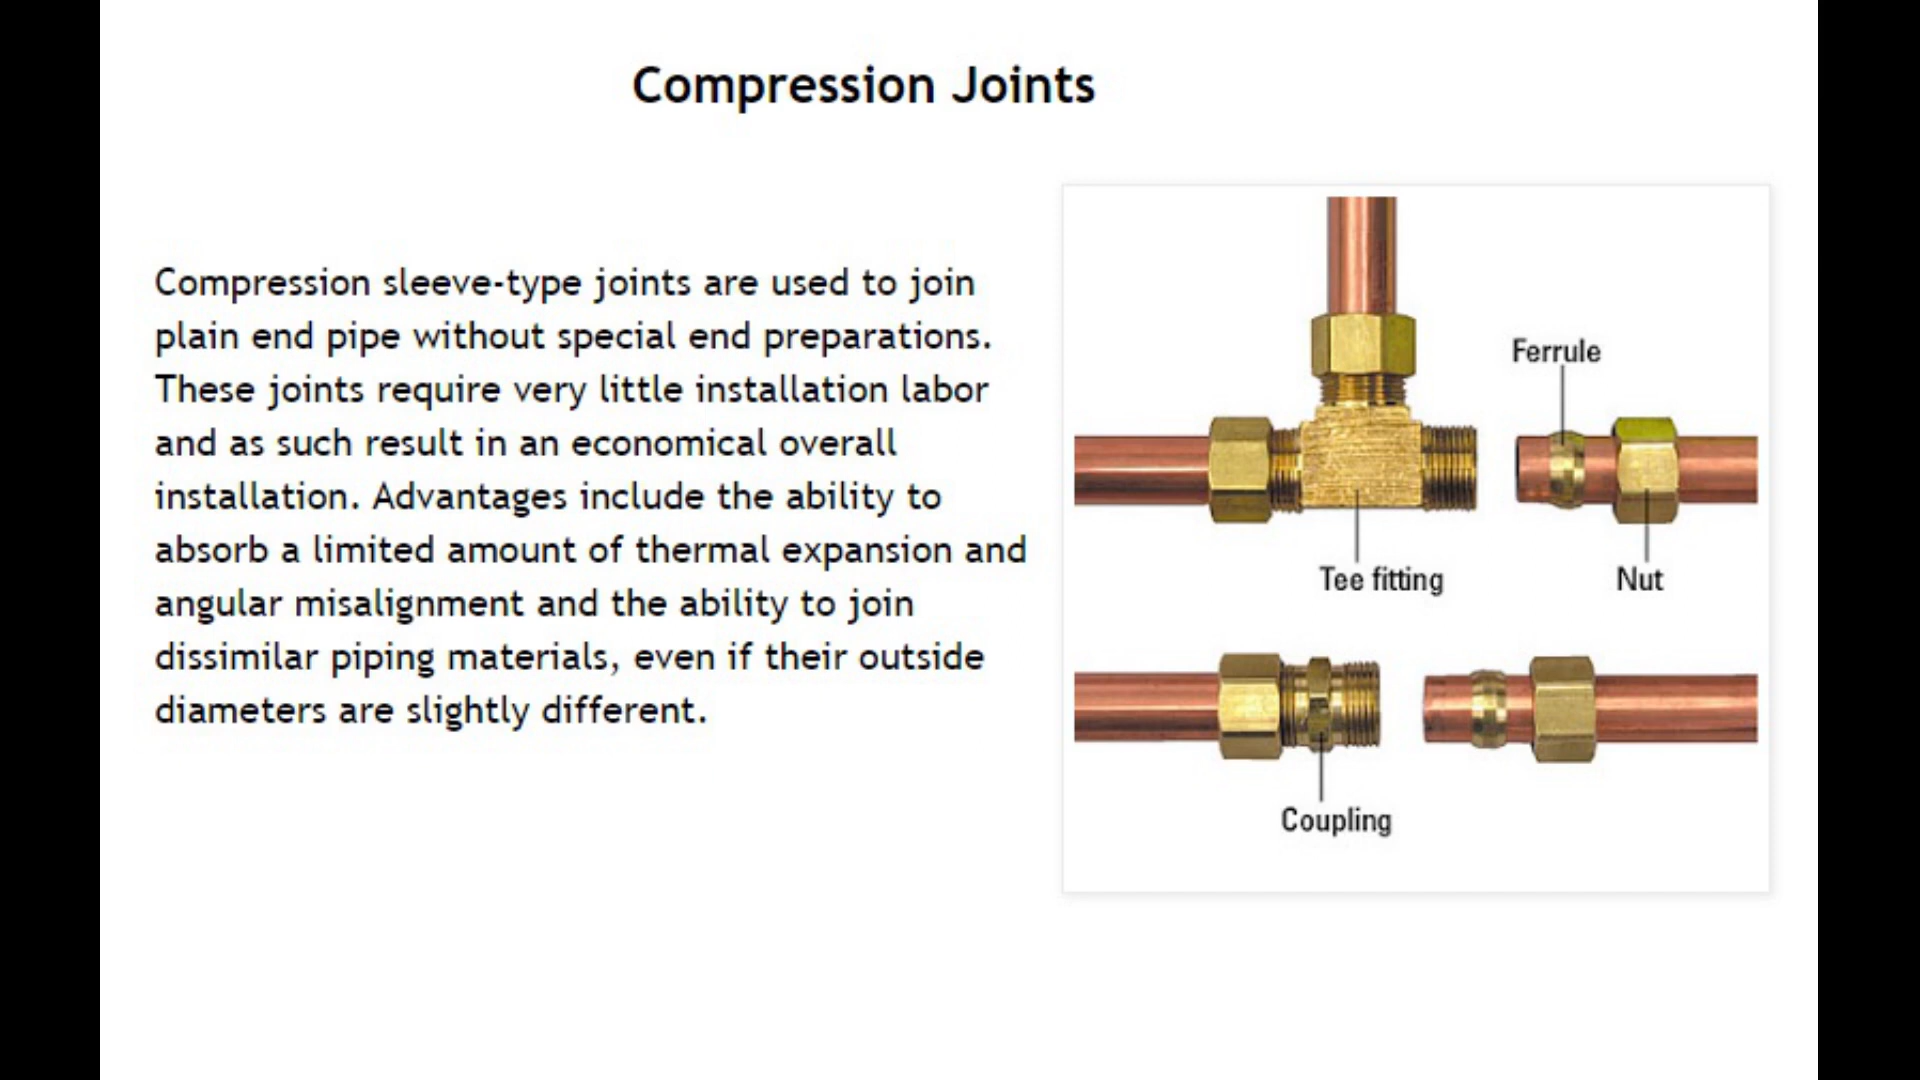 Compression Joints
Compression sleeve-type joints are used to join
plain end pipe without special end preparations.
These joints require very little installation labor
and as such result in an economical overall
installation. Advantages include the ability to
absorb a limited amount of thermal expansion and
angular misalignment and the ability to join
dissimilar piping materials, even if their outside
diameters are slightly different.
Ferrule
Tee fitting
Nut
Coupling